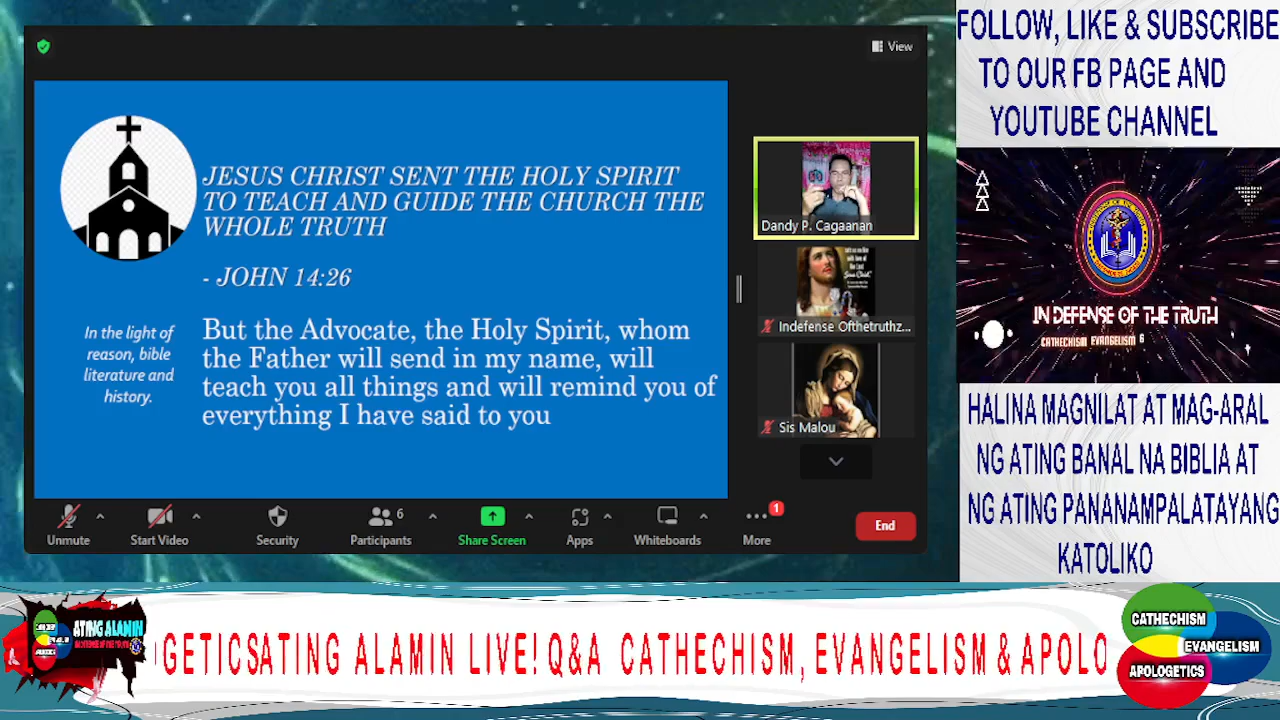 View
JESUS CHRIST SENT THE HOLY SPIRIT
TO TEACH AND GUIDE THE CHURCH THE
WHOLE TRUTH
- JOHN 14:26
In the light of
reason, bible
literature and
history.
But the Advocate, the Holy Spirit, whom
the Father will send in my name, will
teach you all things and will remind you of
everything I have said to you
Dandy P. Cagaanan
Indefense Ofthetruthz...
Sis Malou
Unmute
Start Video
Security
6
Participants
Share Screen
Apps
Whiteboards
1
More
End
FOLLOW, LIKE & SUBSCRIBE
TO OUR FB PAGE AND
YOUTUBE CHANNEL
IN DEFENSE OF THE TRUTH
CATHECHISM EVANGELISM &
HALINA MAGNILAT AT MAG-ARAL
NG ATING BANAL NA BIBLIA AT
NG ATING PANANAMPALATAYANG
KATOLIKO
ATING ALAMIN
IN DEFENSE OF THE TRUTH
GETICSATING ALAMIN LIVE! Q&A CATHECHISM, EVANGELISM & APOLO
CATHECHISM
EVANGELISM
APOLOGETICS